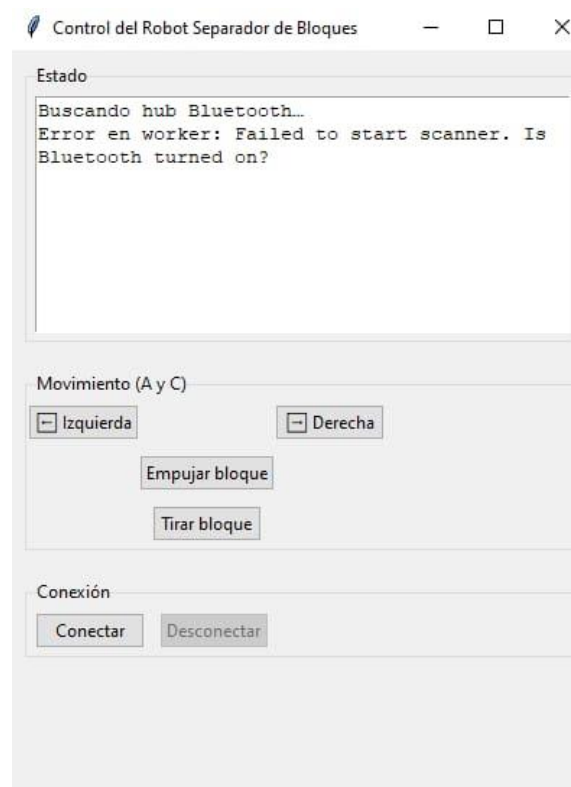 Control del Robot Separador de Bloques
Estado
Buscando hub Bluetooth…
Error en worker: Failed to start scanner. Is
Bluetooth turned on?
Movimiento (A y C)
← Izquierda → Derecha
Empujar bloque
Tirar bloque
Conexión
Conectar Desconectar